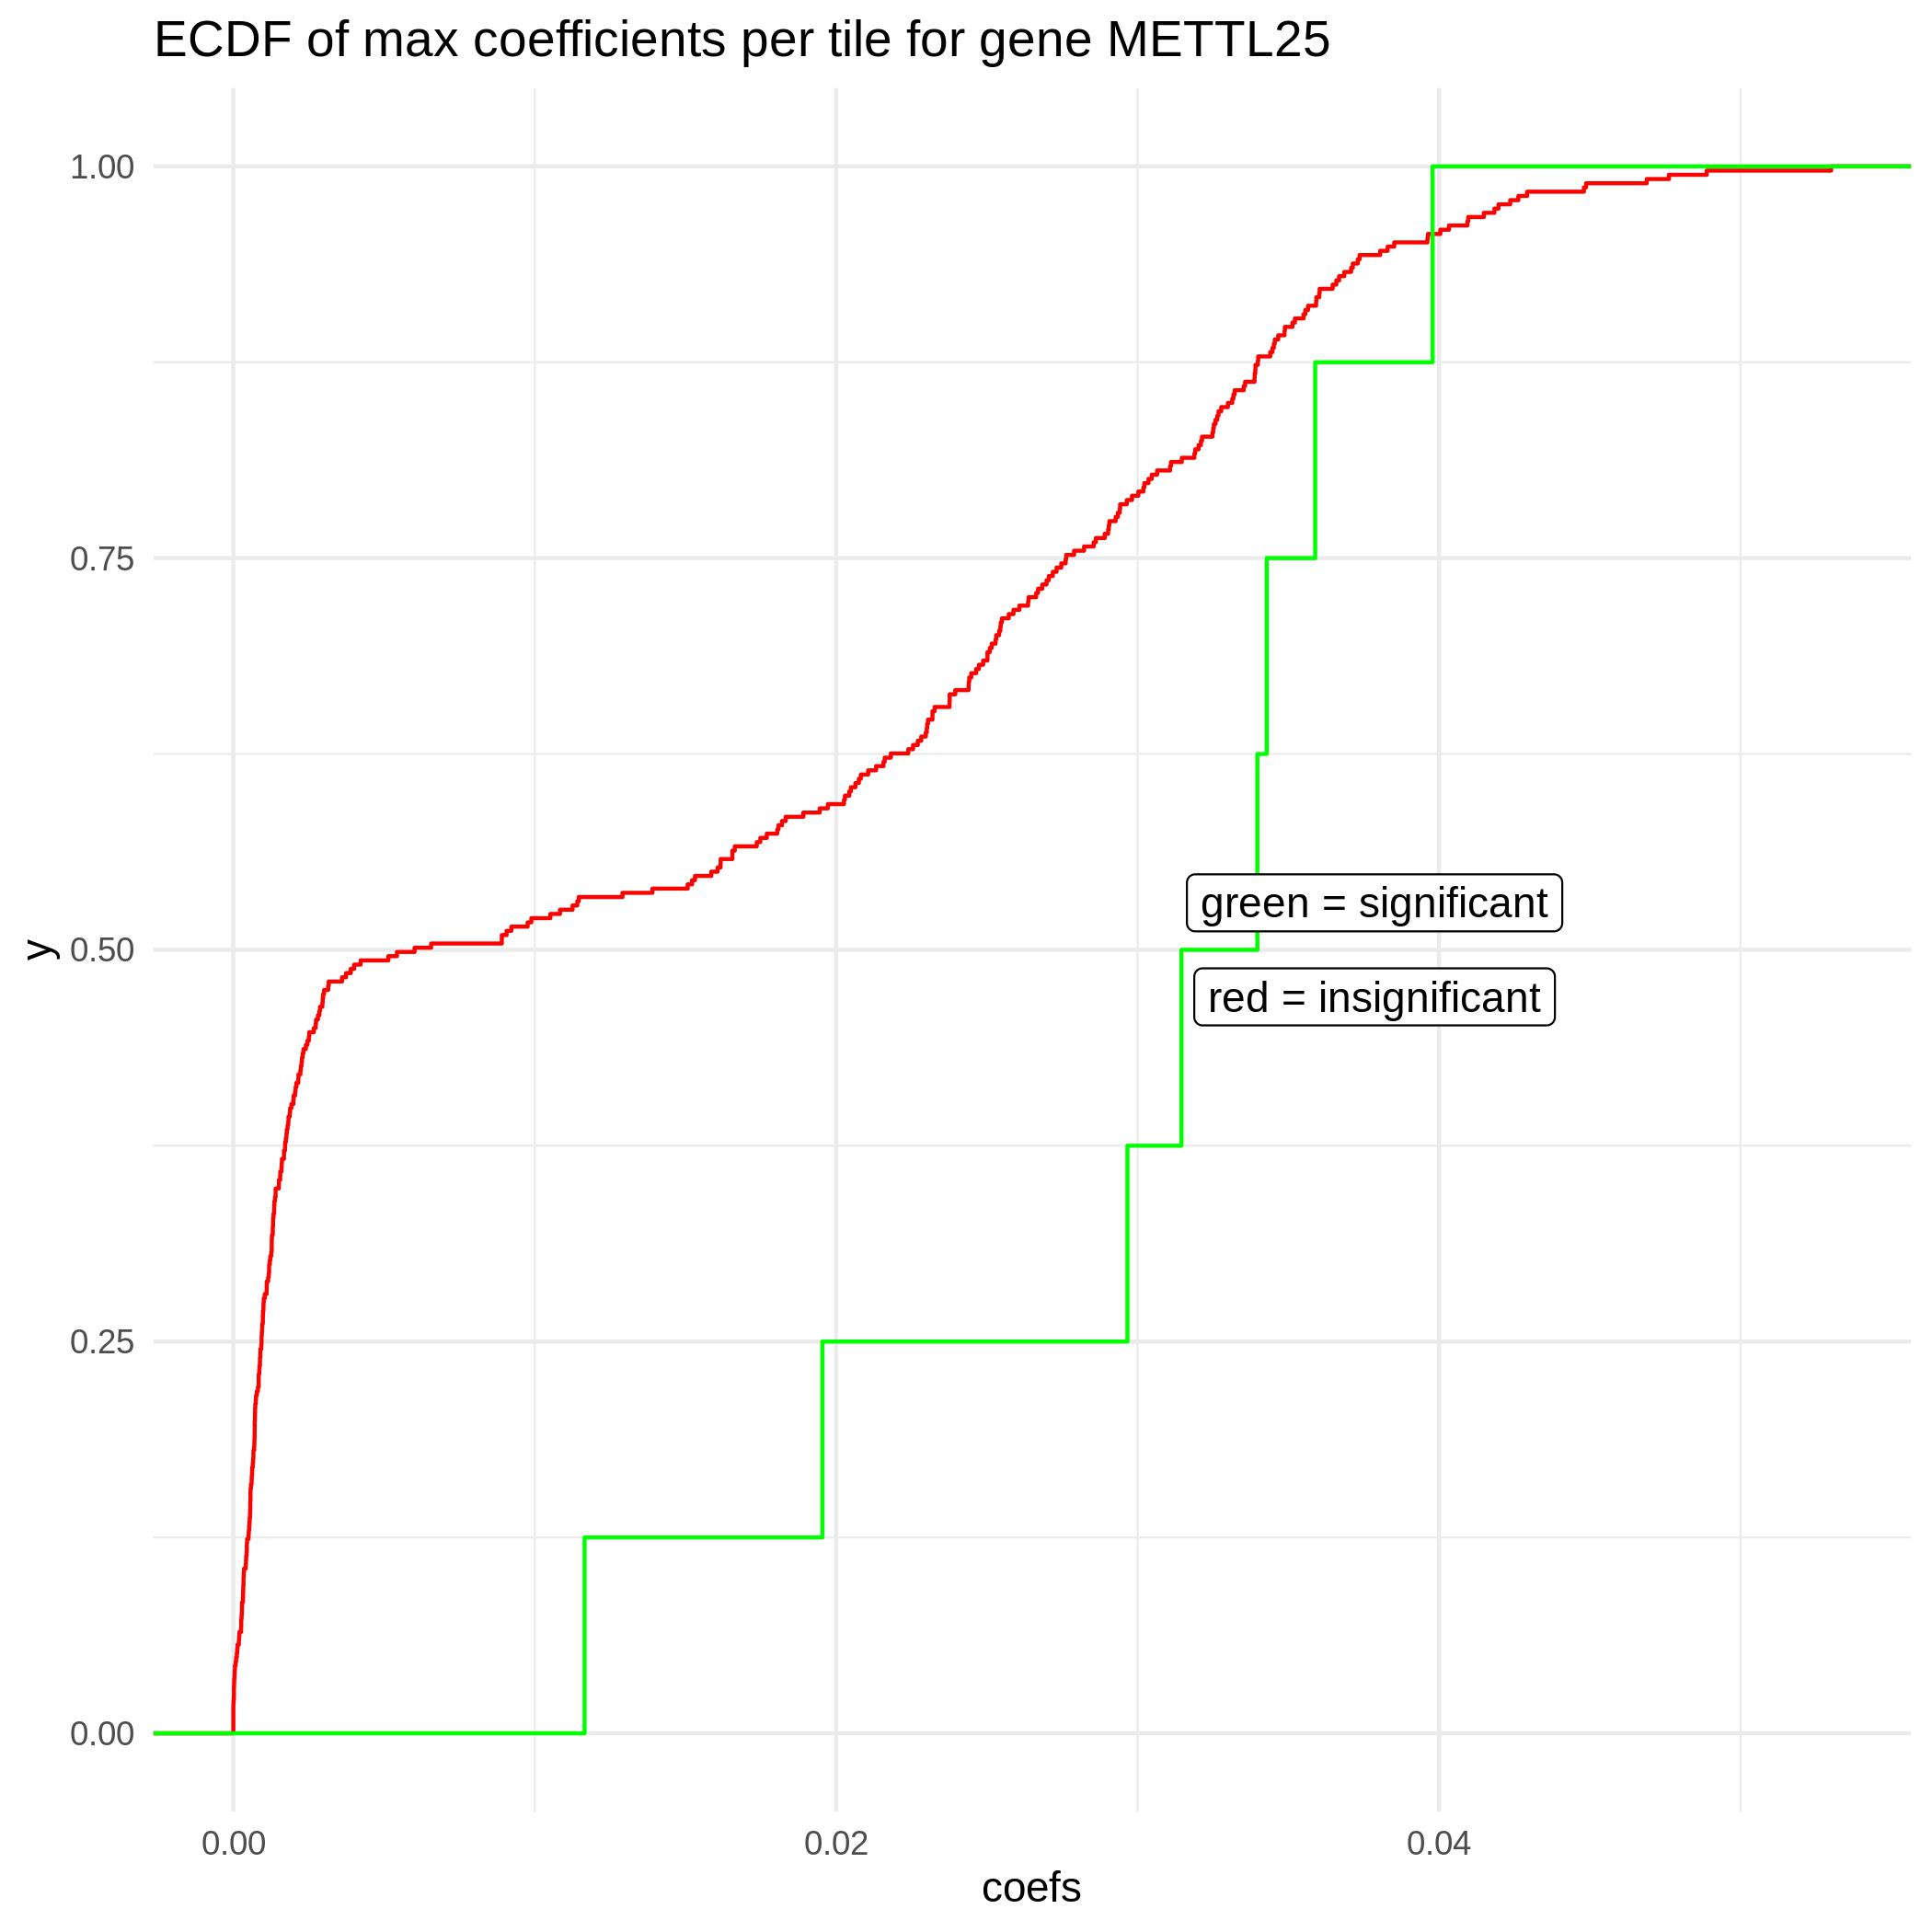 ECDF of max coefficients per tile for gene METTL25
1.00
0.75
0.50
0.25
0.00
y
green = significant
red = insignificant
0.00 0.02 0.04
coefs